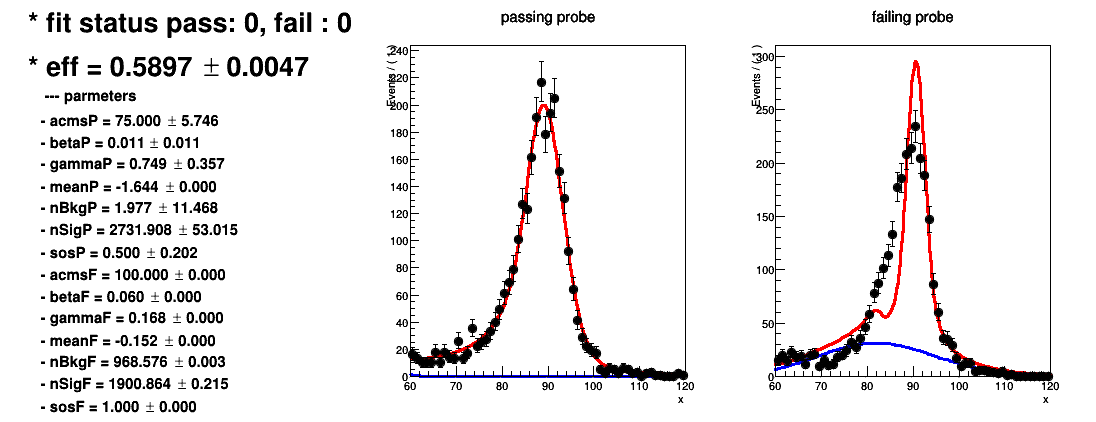 * fit status pass: 0, fail : 0
* eff = 0.5897 ± 0.0047
--- parmeters
- acmsP = 75.000 ± 5.746
- betaP = 0.011 ± 0.011
- gammaP = 0.749 ± 0.357
- meanP = -1.644 ± 0.000
- nBkgP = 1.977 ± 11.468
- nSigP = 2731.908 ± 53.015
- sosP = 0.500 ± 0.202
- acmsF = 100.000 ± 0.000
- betaF = 0.060 ± 0.000
- gammaF = 0.168 ± 0.000
- meanF = -0.152 ± 0.000
- nBkgF = 968.576 ± 0.003
- nSigF = 1900.864 ± 0.215
- sosF = 1.000 ± 0.000
passing probe
Events / ( 1 )
240
220
200
180
160
140
120
100
80
60
40
20
0
60 70 80 90 100 110 120
x
failing probe
Events / ( 1 )
300
250
200
150
100
50
0
60 70 80 90 100 110 120
x